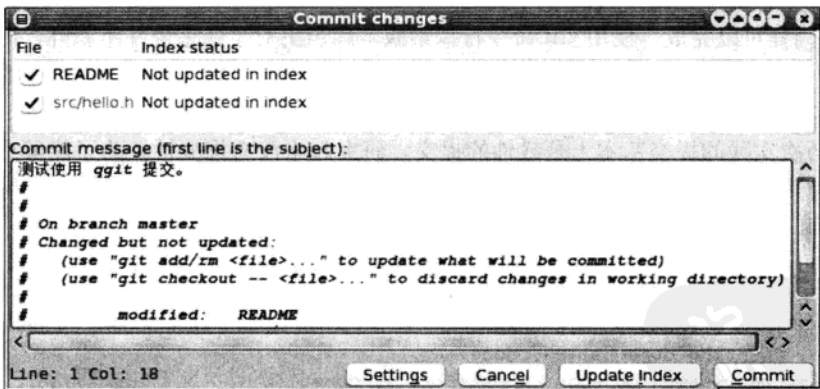 Commit changes
File Index status
README Not updated in index
src/hello.h Not updated in index
Commit message (first line is the subject):
测试使用 qgit 提交。
#
#
# On branch master
# Changed but not updated:
# (use "git add/rm <file>..." to update what will be committed)
# (use "git checkout -- <file>..." to discard changes in working directory)
#
# modified: README
Line: 1 Col: 18 Settings Cancel Update Index Commit